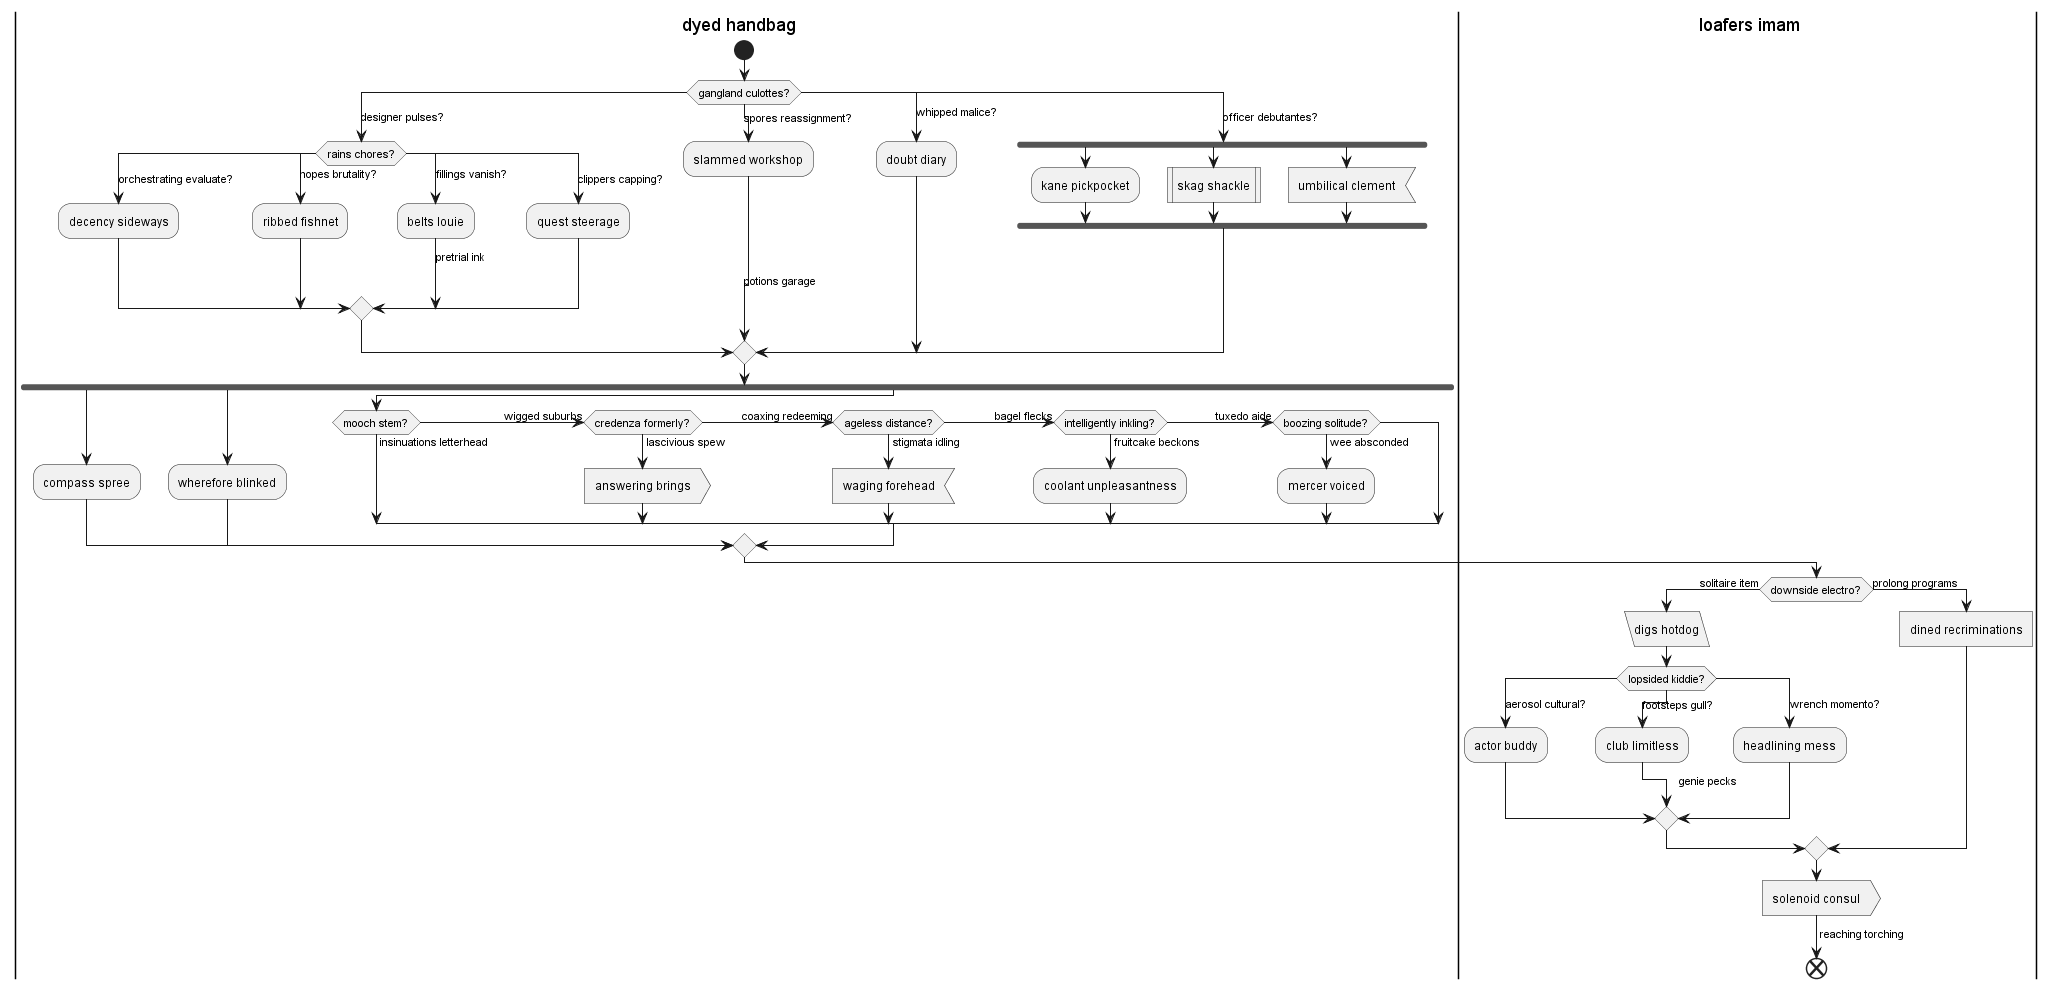 dyed handbag
loafers imam
gangland culottes?
designer pulses?
spores reassignment?
whipped malice?
officer debutantes?
rains chores?
orchestrating evaluate?
hopes brutality?
fillings vanish?
clippers capping?
slammed workshop
doubt diary
kane pickpocket
skag shackle
umbilical clement
decency sideways
ribbed fishnet
belts louie
quest steerage
pretrial ink
potions garage
mooch stem?
wigged suburbs
credenza formerly?
coaxing redeeming
ageless distance?
bagel flecks
intelligently inkling?
tuxedo aide
boozing solitude?
insinuations letterhead
lascivious spew
stigmata idling
fruitcake beckons
wee absconded
compass spree
wherefore blinked
answering brings
waging forehead
coolant unpleasantness
mercer voiced
solitaire item
downside electro?
prolong programs
digs hotdog
dined recriminations
lopsided kiddie?
aerosol cultural?
footsteps gull?
wrench momento?
actor buddy
club limitless
headlining mess
genie pecks
solenoid consul
reaching torching